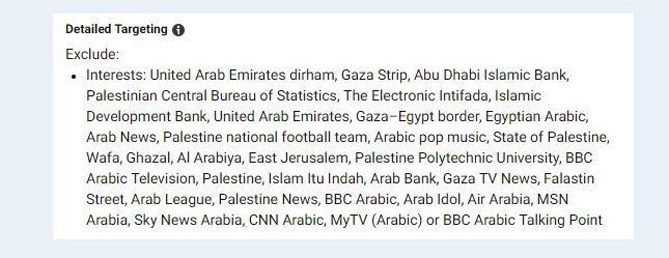 Detailed Targeting
Exclude:
• Interests: United Arab Emirates dirham, Gaza Strip, Abu Dhabi Islamic Bank,
Palestinian Central Bureau of Statistics, The Electronic Intifada, Islamic
Development Bank, United Arab Emirates, Gaza–Egypt border, Egyptian Arabic,
Arab News, Palestine national football team, Arabic pop music, State of Palestine,
Wafa, Ghazal, Al Arabiya, East Jerusalem, Palestine Polytechnic University, BBC
Arabic Television, Palestine, Islam Itu Indah, Arab Bank, Gaza TV News, Falastin
Street, Arab League, Palestine News, BBC Arabic, Arab Idol, Air Arabia, MSN
Arabia, Sky News Arabia, CNN Arabic, MyTV (Arabic) or BBC Arabic Talking Point